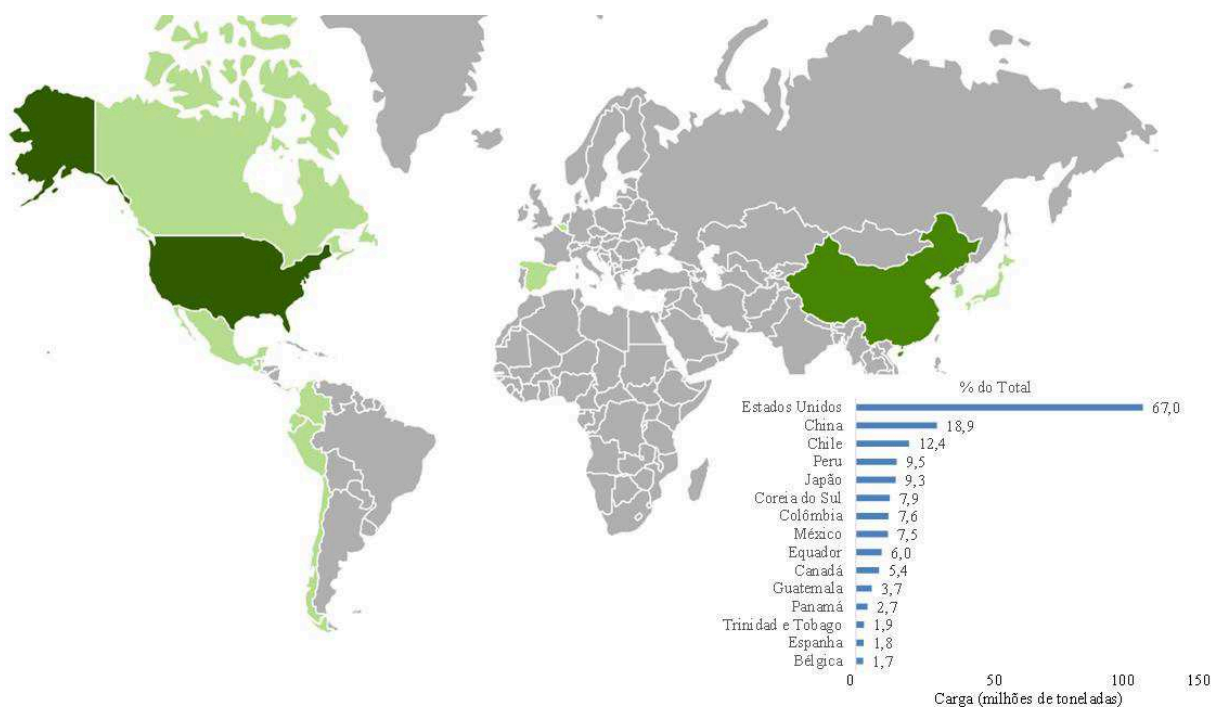 % do Total
Estados Unidos 67,0
China 18,9
Chile 12,4
Peru 9,5
Japão 9,3
Coreia do Sul 7,9
Colômbia 7,6
México 7,5
Equador 6,0
Canadá 5,4
Guatemala 3,7
Panamá 2,7
Trinidad e Tobago 1,9
Espanha 1,8
Bélgica 1,7
0 50 100 150
Carga (milhões de toneladas)